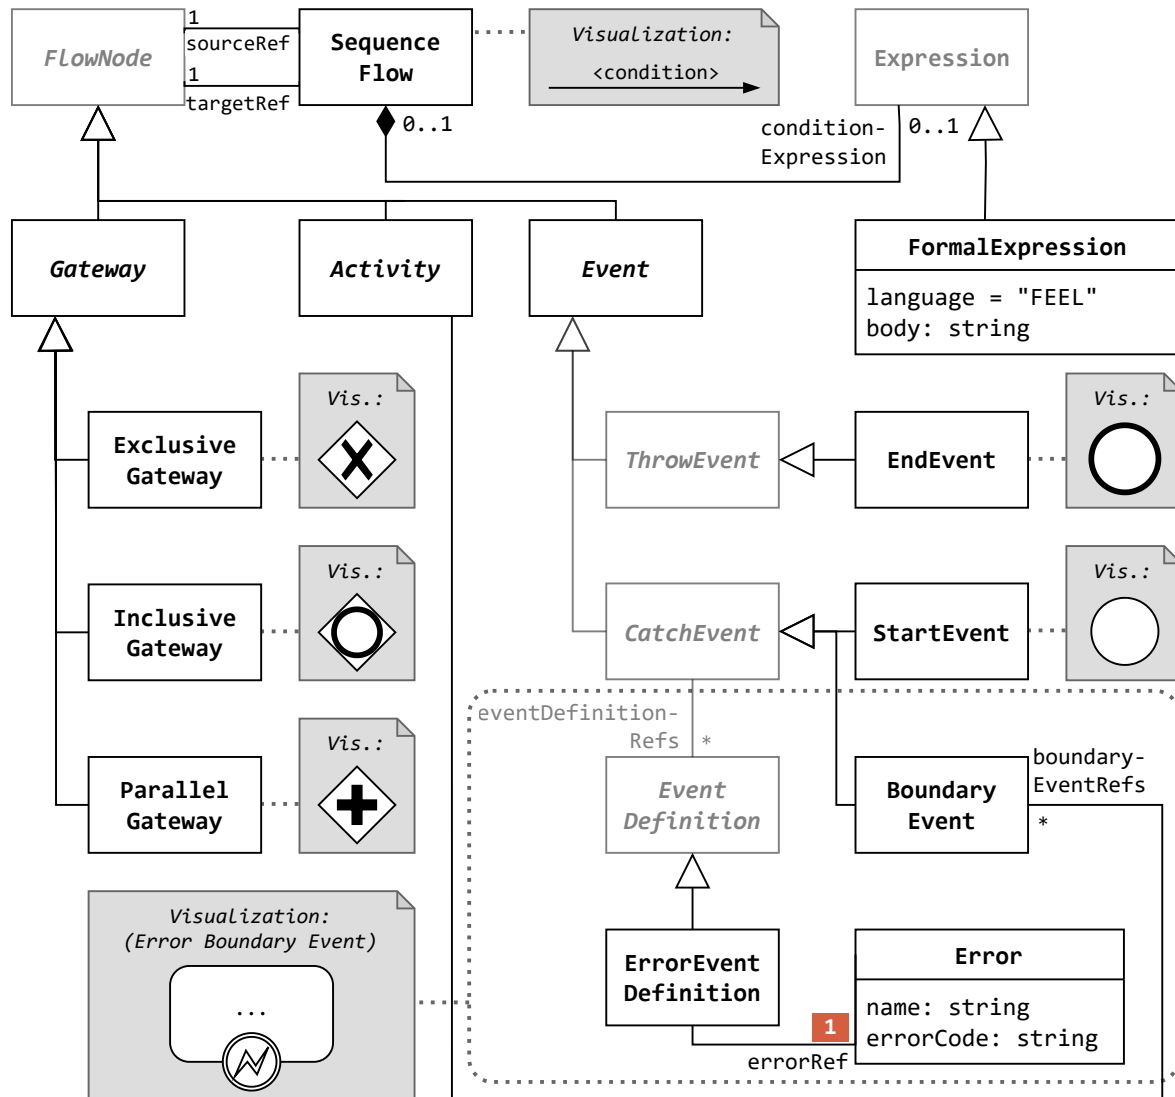 FlowNode
1
sourceRef
1
targetRef
Sequence
Flow
Visualization:
<condition>
Expression
0..1
condition-
Expression
0..1
Gateway
Activity
Event
FormalExpression
language = "FEEL"
body: string
Exclusive
Gateway
Vis.:
ThrowEvent
EndEvent
Vis.:
Inclusive
Gateway
Vis.:
CatchEvent
StartEvent
Vis.:
eventDefinition-
Refs *
Parallel
Gateway
Vis.:
Event
Definition
Boundary
Event
boundary-
EventRefs
*
Visualization:
(Error Boundary Event)
...
ErrorEvent
Definition
Error
name: string
errorCode: string
1
errorRef